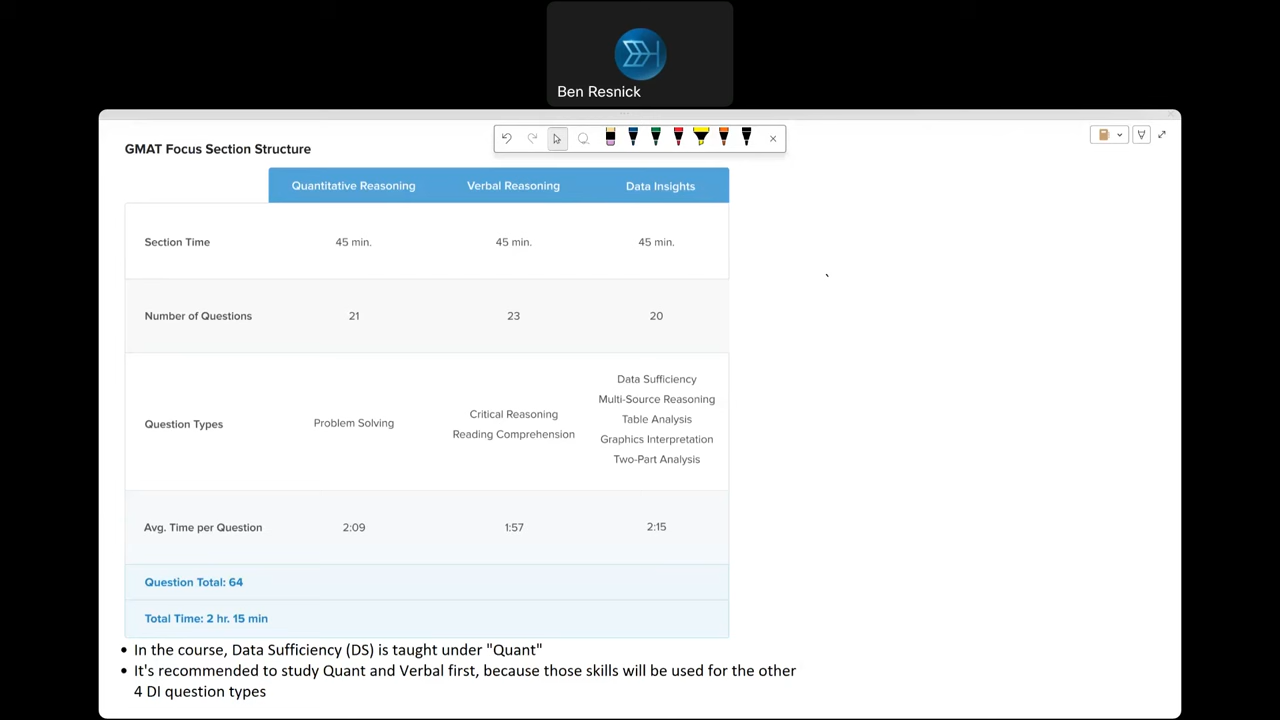 Ben Resnick
GMAT Focus Section Structure
Quantitative Reasoning Verbal Reasoning Data Insights
Section Time 45 min. 45 min. 45 min.
Number of Questions 21 23 20
Question Types Problem Solving Critical Reasoning Reading Comprehension Data Sufficiency Multi-Source Reasoning Table Analysis Graphics Interpretation Two-Part Analysis
Avg. Time per Question 2:09 1:57 2:15
Question Total: 64
Total Time: 2 hr. 15 min
• In the course, Data Sufficiency (DS) is taught under "Quant"
• It's recommended to study Quant and Verbal first, because those skills will be used for the other
4 DI question types